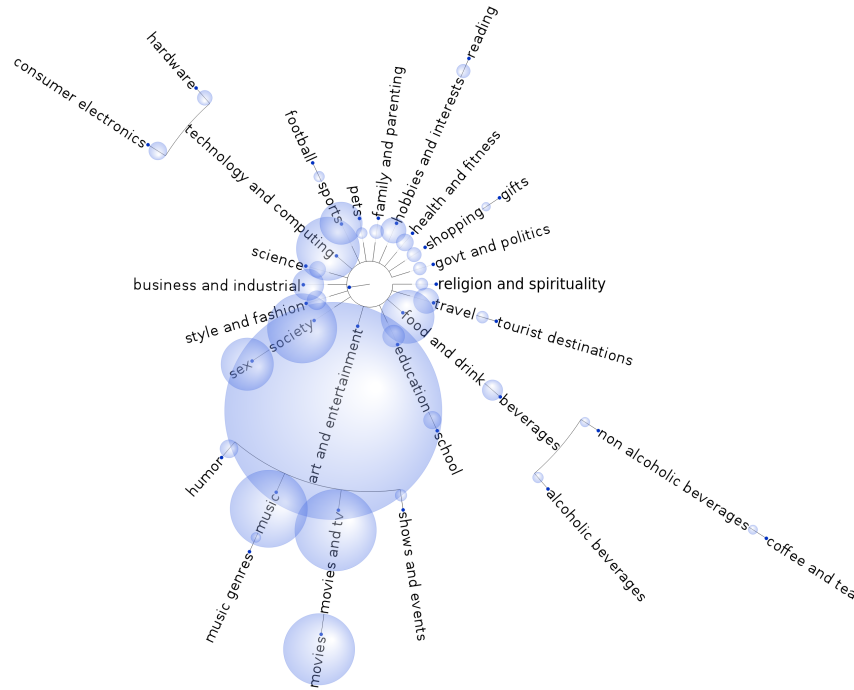 reading
hardware
consumer electronics
technology and computing
football
sports
pets
family and parenting
hobbies and interests
health and fitness
gifts
shopping
govt and politics
science
business and industrial
religion and spirituality
style and fashion
society
sex
travel
tourist destinations
food and drink
beverages
education
school
art and entertainment
non alcoholic beverages
alcoholic beverages
coffee and tea
humor
music
music genres
movies and tv
movies
shows and events